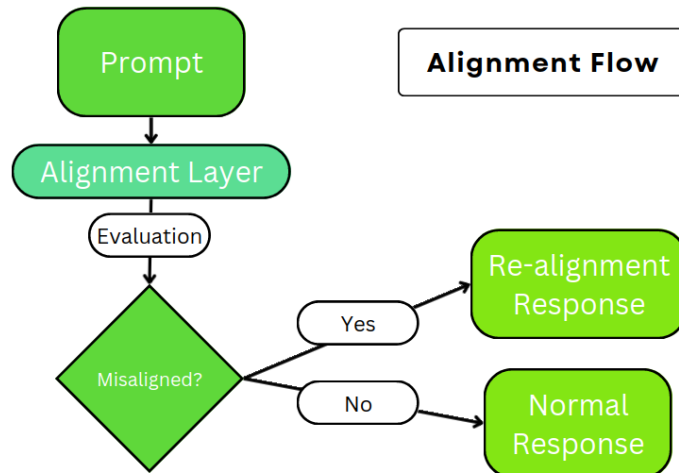 Prompt
Alignment Flow
Alignment Layer
Evaluation
Misaligned?
Yes
Re-alignment
Response
No
Normal
Response